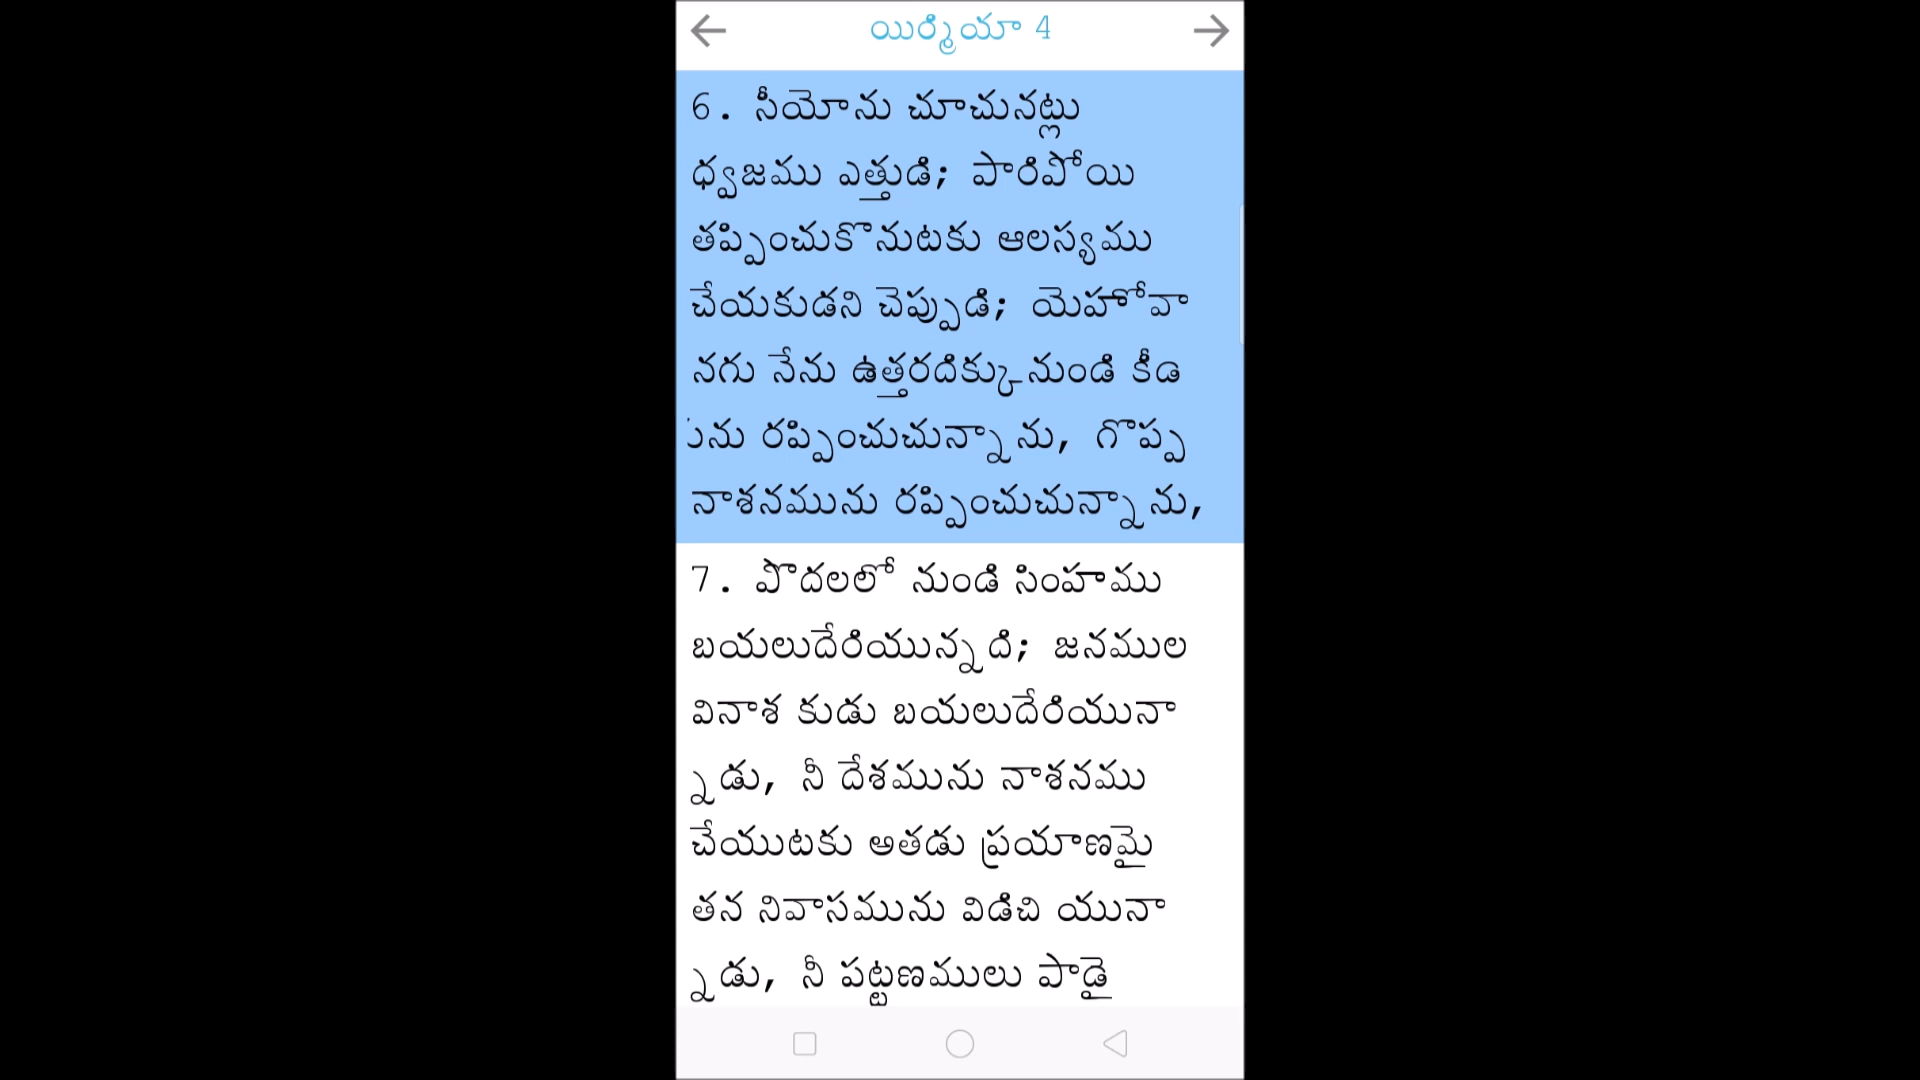 యిర్మియా 4
6. సీయోను చూచునట్లు
ధ్వజము ఎత్తుడి; పారిపోయి
తప్పించుకొనుటకు ఆలస్యము
చేయకుడని చెప్పుడి; యెహోవా
నగు నేను ఉత్తరదిక్కునుండి కీడ
ును రప్పించుచున్నాను, గొప్ప
నాశనమును రప్పించుచున్నాను,
7. పొదలలో నుండి సింహము
బయలుదేరియున్నది; జనముల
వినాశ కుడు బయలుదేరియునా
్నడు, నీ దేశమును నాశనము
చేయుటకు అతడు ప్రయాణమై
తన నివాసమును విడిచి యునా
్నడు, నీ పట్టణములు పాడై